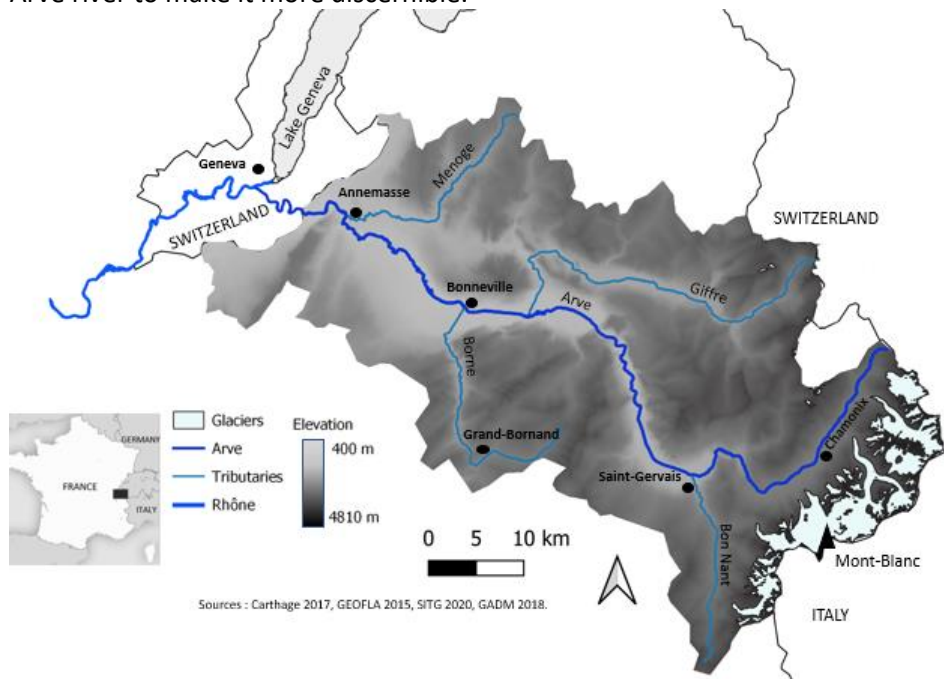 Arve river to make it more discernible.
Lake Geneva
Geneva
Menoge
Annemasse
SWITZERLAND
SWITZERLAND
Bonneville
Arve
Giffre
Borne
Glaciers
Arve
Tributaries
Rhône
Elevation
400 m
4810 m
GERMANY
FRANCE
ITALY
Grand-Bornand
Saint-Gervais
Chamonix
0 5 10 km
Bon Nant
Mont-Blanc
ITALY
Sources : Carthage 2017, GEOFLA 2015, SITG 2020, GADM 2018.